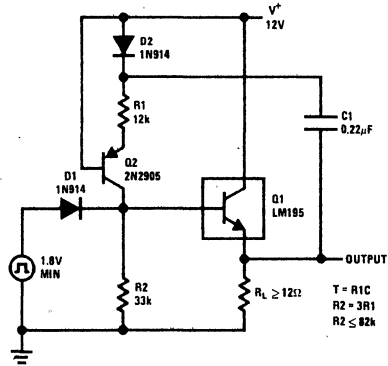 V+
12V
D2
1N914
R1
12k
C1
0.22μF
Q2
2N2905
D1
1N914
Q1
LM195
1.8V
MIN
R2
33k
OUTPUT
RL ≥ 12Ω
T = R1C
R2 = 3R1
R2 ≤ 82k